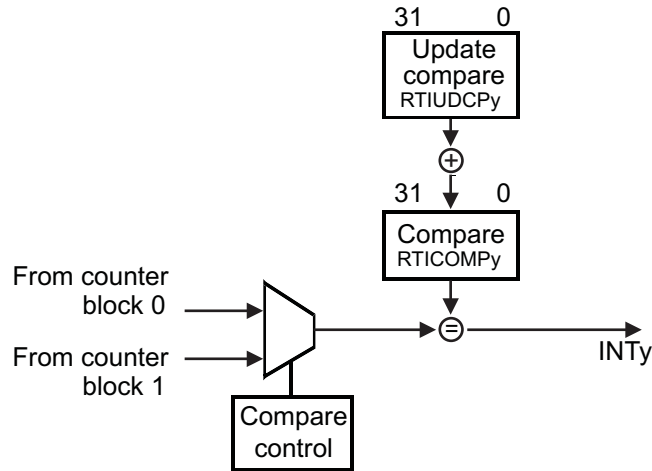 31 0
Update
compare
RTIUDCPy
+
31 0
Compare
RTICOMPy
From counter
block 0
=
INTy
From counter
block 1
Compare
control